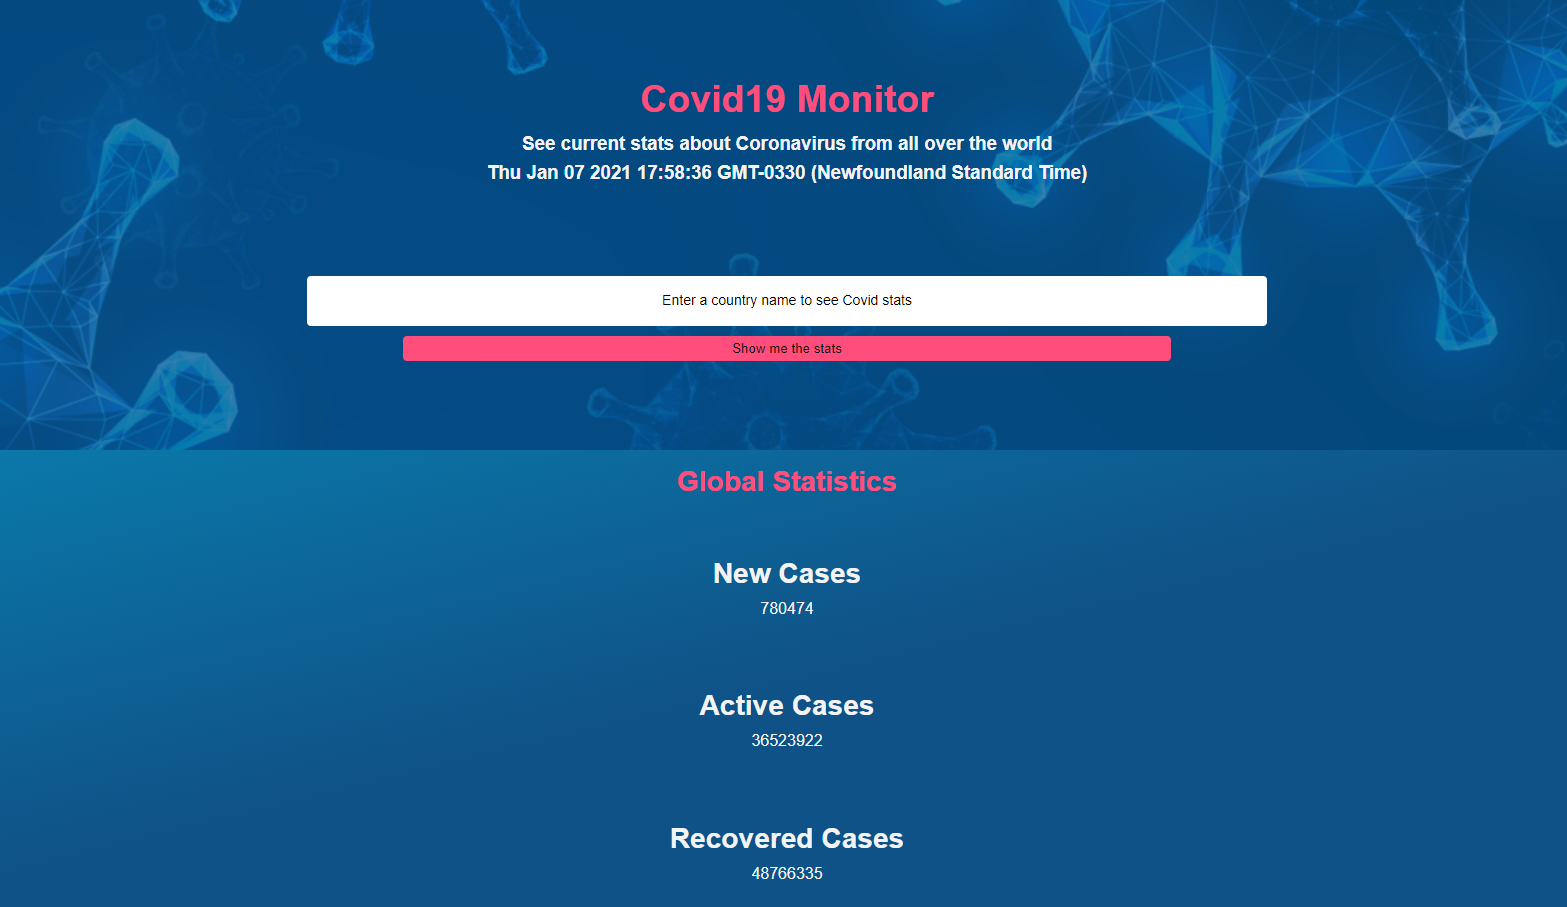 Covid19 Monitor
See current stats about Coronavirus from all over the world
Thu Jan 07 2021 17:58:36 GMT-0330 (Newfoundland Standard Time)
Enter a country name to see Covid stats
Show me the stats
Global Statistics
New Cases
780474
Active Cases
36523922
Recovered Cases
48766335